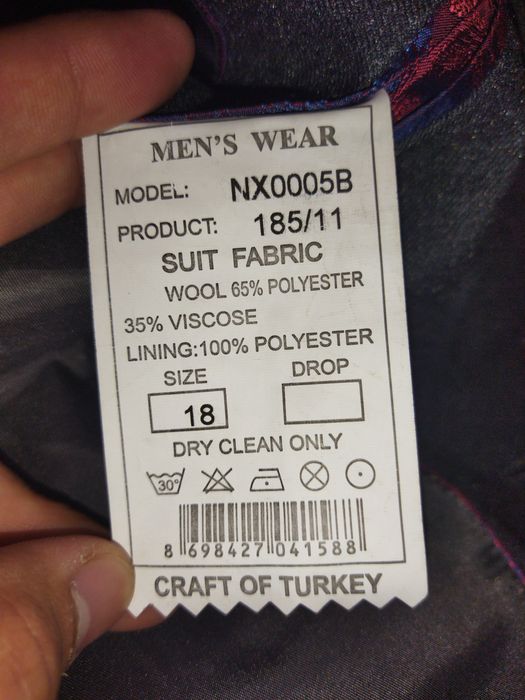 MEN'S WEAR
MODEL: NX0005B
PRODUCT: 185/11
SUIT FABRIC
WOOL 65% POLYESTER
35% VISCOSE
LINING:100% POLYESTER
SIZE DROP
18
DRY CLEAN ONLY
30°
8 698427 041588
CRAFT OF TURKEY